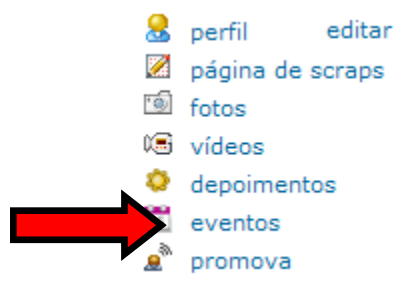 perfil editar
página de scraps
fotos
vídeos
depoimentos
eventos
promova